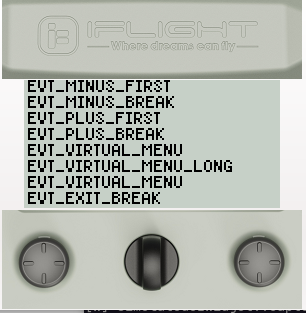 IFLIGHT
Where dreams can fly
EVT_MINUS_FIRST
EVT_MINUS_BREAK
EVT_PLUS_FIRST
EVT_PLUS_BREAK
EVT_VIRTUAL_MENU
EVT_VIRTUAL_MENU_LONG
EVT_VIRTUAL_MENU
EVT_EXIT_BREAK